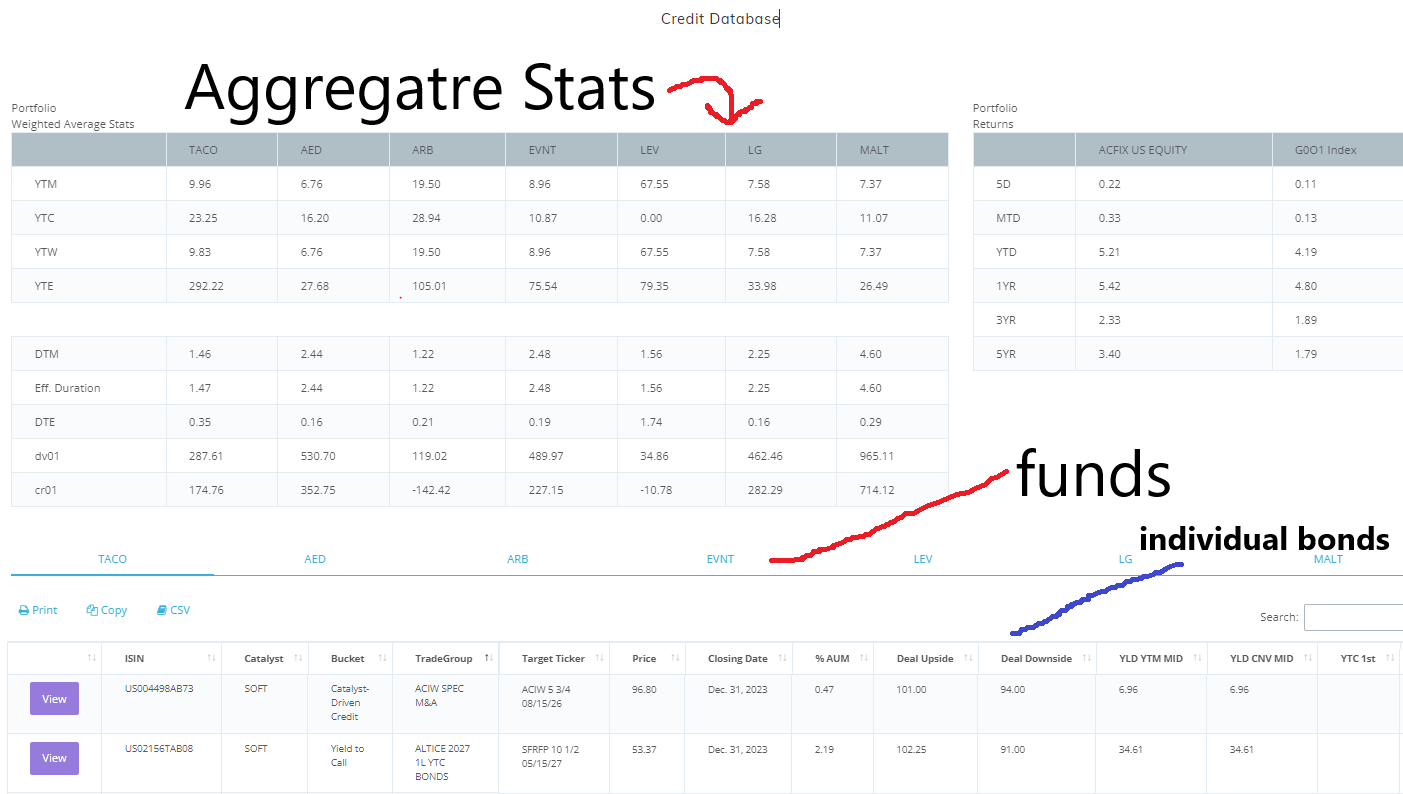 Credit Database
Aggregatre Stats
Portfolio
Weighted Average Stats
TACO AED ARB EVNT LEV LG MALT
YTM 9.96 6.76 19.50 8.96 67.55 7.58 7.37
YTC 23.25 16.20 28.94 10.87 0.00 16.28 11.07
YTW 9.83 6.76 19.50 8.96 67.55 7.58 7.37
YTE 292.22 27.68 105.01 75.54 79.35 33.98 26.49
DTM 1.46 2.44 1.22 2.48 1.56 2.25 4.60
Eff. Duration 1.47 2.44 1.22 2.48 1.56 2.25 4.60
DTE 0.35 0.16 0.21 0.19 1.74 0.16 0.29
dv01 287.61 530.70 119.02 489.97 34.86 462.46 965.11
cr01 174.76 352.75 -142.42 227.15 -10.78 282.29 714.12
Portfolio
Returns
ACFIX US EQUITY G0O1 Index
5D 0.22 0.11
MTD 0.33 0.13
YTD 5.21 4.19
1YR 5.42 4.80
3YR 2.33 1.89
5YR 3.40 1.79
funds
individual bonds
TACO AED ARB EVNT LEV LG MALT
Print Copy CSV
Search:
ISIN Catalyst Bucket TradeGroup Target Ticker Price Closing Date % AUM Deal Upside Deal Downside YLD YTM MID YLD CNV MID YTC 1st
View US004498AB73 SOFT Catalyst- ACIW SPEC ACIW 5 3/4 96.80 Dec. 31, 2023 0.47 101.00 94.00 6.96 6.96
Driven M&A 08/15/26
Credit
View US02156TAB08 SOFT Yield to ALTICE 2027 SFRFP 10 1/2 53.37 Dec. 31, 2023 2.19 102.25 91.00 34.61 34.61
Call 1L YTC 05/15/27
BONDS